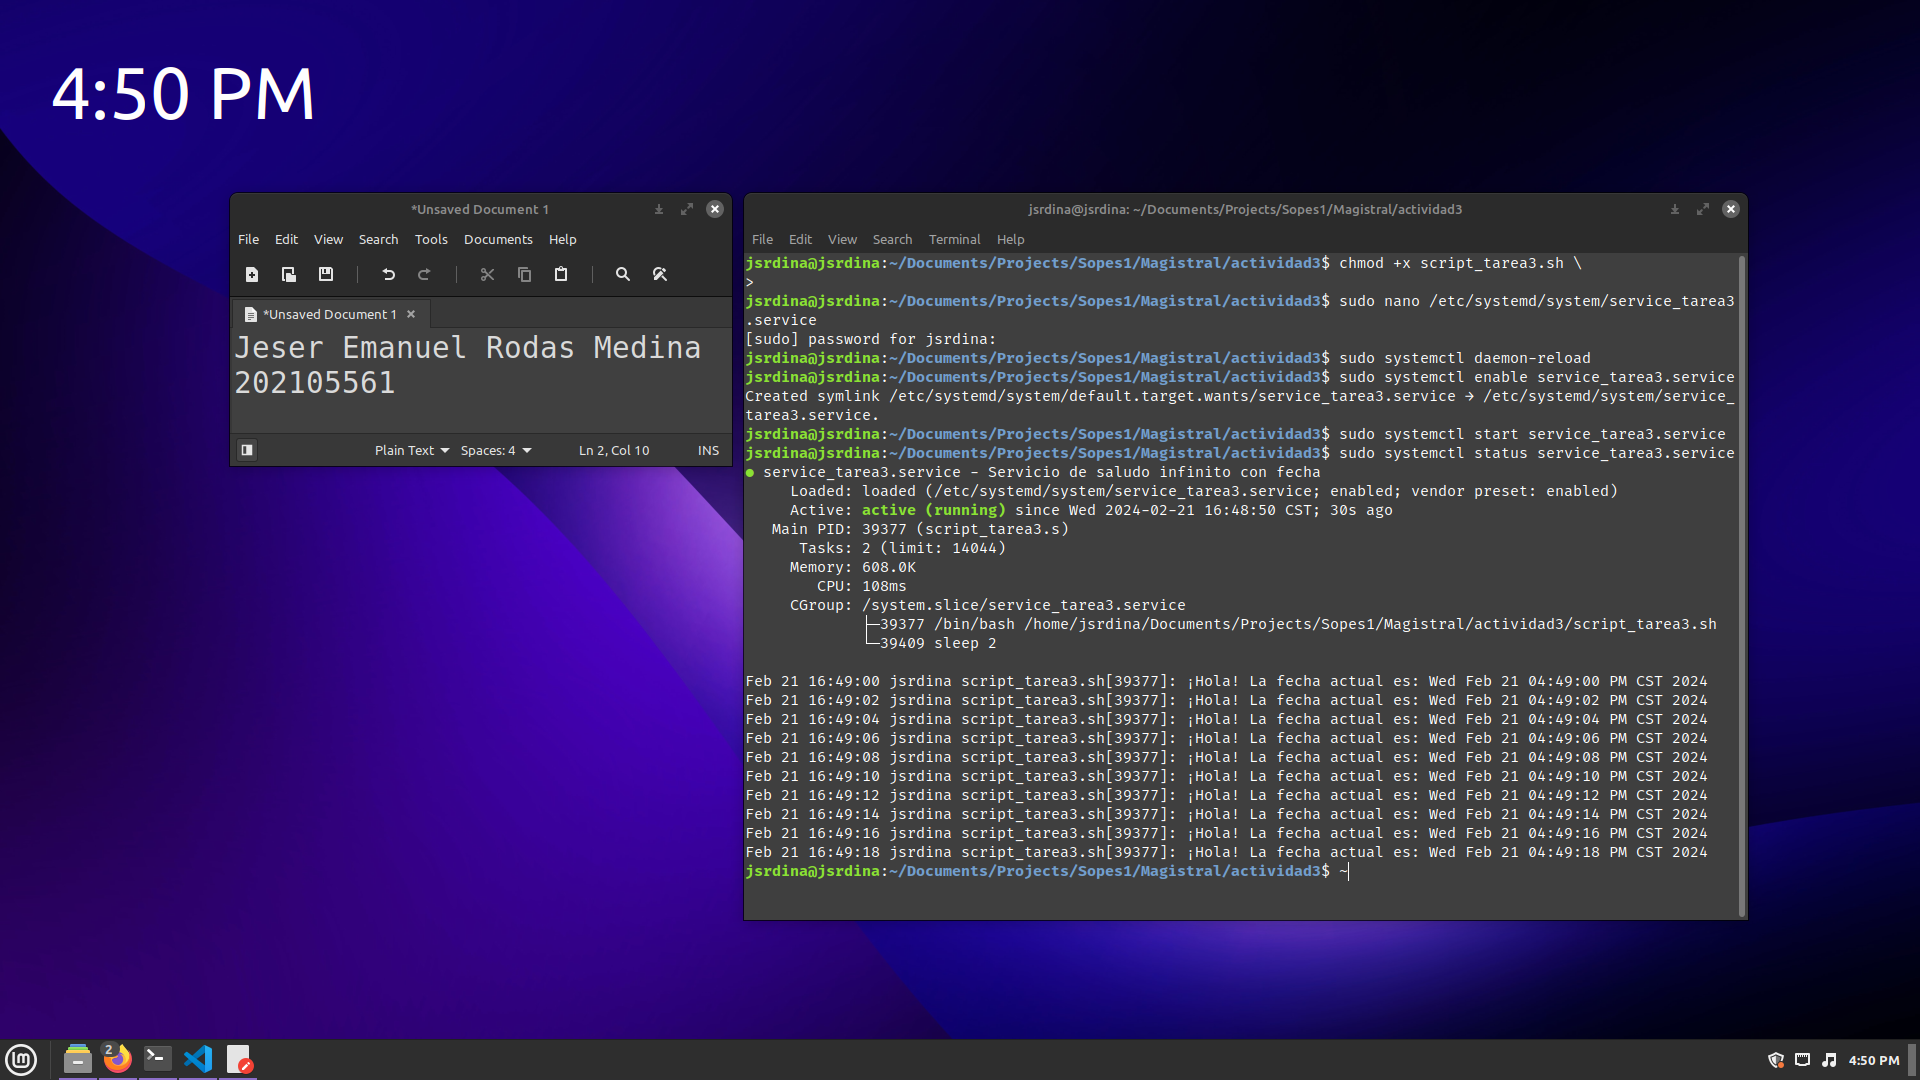 4:50 PM
*Unsaved Document 1
File Edit View Search Tools Documents Help
*Unsaved Document 1
Jeser Emanuel Rodas Medina
202105561
Plain Text Spaces: 4 Ln 2, Col 10 INS
jsrdina@jsrdina: ~/Documents/Projects/Sopes1/Magistral/actividad3
File Edit View Search Terminal Help
jsrdina@jsrdina:~/Documents/Projects/Sopes1/Magistral/actividad3$ chmod +x script_tarea3.sh \
>
jsrdina@jsrdina:~/Documents/Projects/Sopes1/Magistral/actividad3$ sudo nano /etc/systemd/system/service_tarea3
.service
[sudo] password for jsrdina:
jsrdina@jsrdina:~/Documents/Projects/Sopes1/Magistral/actividad3$ sudo systemctl daemon-reload
jsrdina@jsrdina:~/Documents/Projects/Sopes1/Magistral/actividad3$ sudo systemctl enable service_tarea3.service
Created symlink /etc/systemd/system/default.target.wants/service_tarea3.service → /etc/systemd/system/service_
tarea3.service.
jsrdina@jsrdina:~/Documents/Projects/Sopes1/Magistral/actividad3$ sudo systemctl start service_tarea3.service
jsrdina@jsrdina:~/Documents/Projects/Sopes1/Magistral/actividad3$ sudo systemctl status service_tarea3.service
● service_tarea3.service - Servicio de saludo infinito con fecha
Loaded: loaded (/etc/systemd/system/service_tarea3.service; enabled; vendor preset: enabled)
Active: active (running) since Wed 2024-02-21 16:48:50 CST; 30s ago
Main PID: 39377 (script_tarea3.s)
Tasks: 2 (limit: 14044)
Memory: 608.0K
CPU: 108ms
CGroup: /system.slice/service_tarea3.service
├─39377 /bin/bash /home/jsrdina/Documents/Projects/Sopes1/Magistral/actividad3/script_tarea3.sh
└─39409 sleep 2
Feb 21 16:49:00 jsrdina script_tarea3.sh[39377]: ¡Hola! La fecha actual es: Wed Feb 21 04:49:00 PM CST 2024
Feb 21 16:49:02 jsrdina script_tarea3.sh[39377]: ¡Hola! La fecha actual es: Wed Feb 21 04:49:02 PM CST 2024
Feb 21 16:49:04 jsrdina script_tarea3.sh[39377]: ¡Hola! La fecha actual es: Wed Feb 21 04:49:04 PM CST 2024
Feb 21 16:49:06 jsrdina script_tarea3.sh[39377]: ¡Hola! La fecha actual es: Wed Feb 21 04:49:06 PM CST 2024
Feb 21 16:49:08 jsrdina script_tarea3.sh[39377]: ¡Hola! La fecha actual es: Wed Feb 21 04:49:08 PM CST 2024
Feb 21 16:49:10 jsrdina script_tarea3.sh[39377]: ¡Hola! La fecha actual es: Wed Feb 21 04:49:10 PM CST 2024
Feb 21 16:49:12 jsrdina script_tarea3.sh[39377]: ¡Hola! La fecha actual es: Wed Feb 21 04:49:12 PM CST 2024
Feb 21 16:49:14 jsrdina script_tarea3.sh[39377]: ¡Hola! La fecha actual es: Wed Feb 21 04:49:14 PM CST 2024
Feb 21 16:49:16 jsrdina script_tarea3.sh[39377]: ¡Hola! La fecha actual es: Wed Feb 21 04:49:16 PM CST 2024
Feb 21 16:49:18 jsrdina script_tarea3.sh[39377]: ¡Hola! La fecha actual es: Wed Feb 21 04:49:18 PM CST 2024
jsrdina@jsrdina:~/Documents/Projects/Sopes1/Magistral/actividad3$ ~
2
4:50 PM